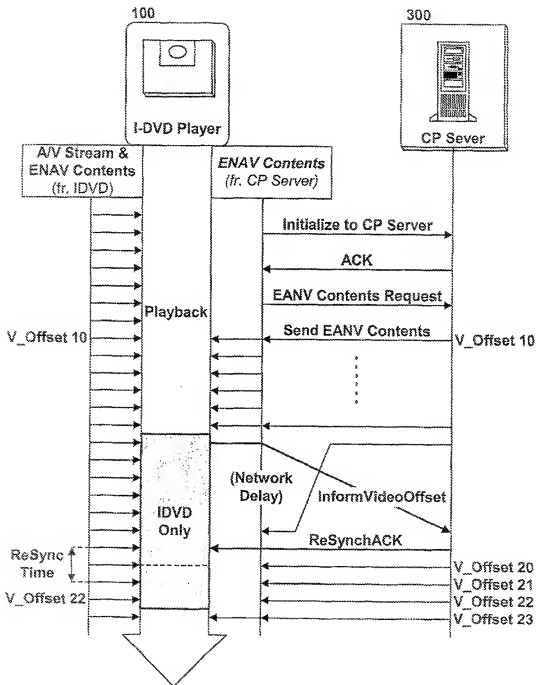 100
300
I-DVD Player
CP Sever
A/V Stream &
ENAV Contents
(fr. IDVD)
ENAV Contents
(fr. CP Server)
Initialize to CP Server
ACK
EANV Contents Request
Playback
Send EANV Contents
V_Offset 10
V_Offset 10
(Network
Delay)
InformVideoOffset
IDVD
Only
ReSynchACK
ReSync
Time
V_Offset 20
V_Offset 21
V_Offset 22
V_Offset 22
V_Offset 23